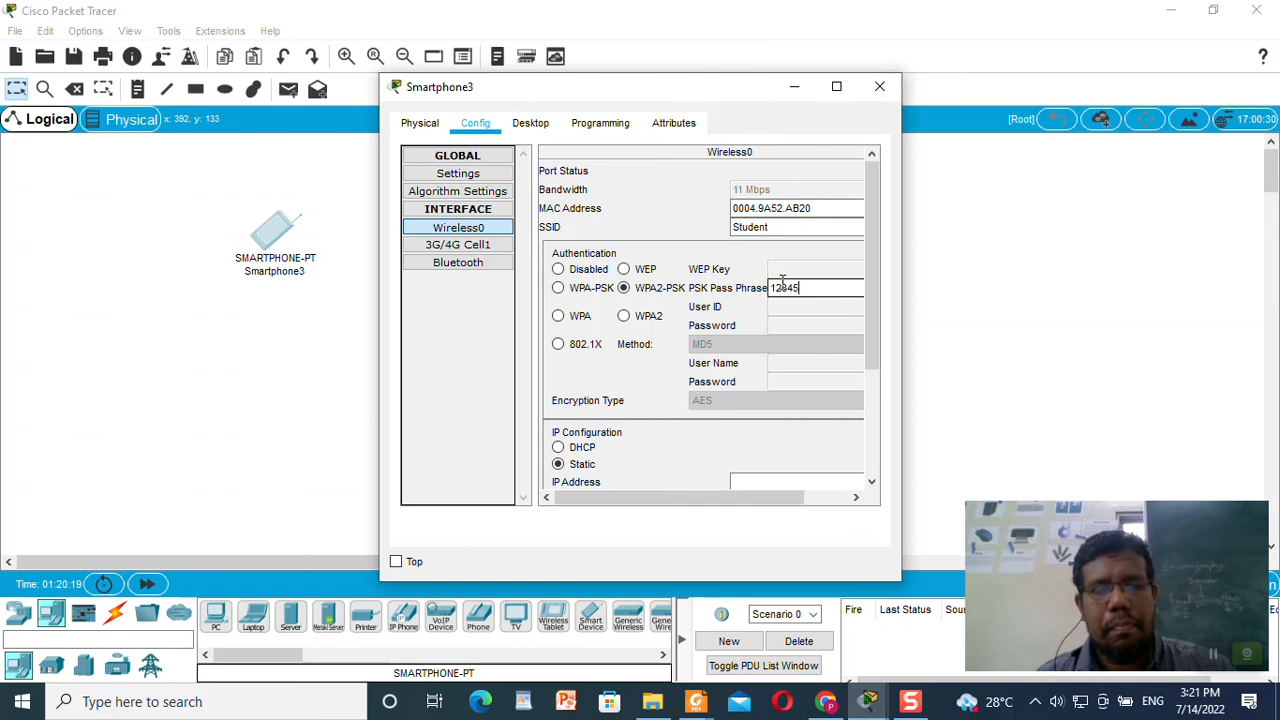 Cisco Packet Tracer
File Edit Options View Tools Extensions Help
?
Logical Physical x: 392, y: 133 [Root] 17:00:30
SMARTPHONE-PT
Smartphone3
Smartphone3
Physical Config Desktop Programming Attributes
GLOBAL
Settings
Algorithm Settings
INTERFACE
Wireless0
3G/4G Cell1
Bluetooth
Wireless0
Port Status
Bandwidth 11 Mbps
MAC Address 0004.9A52.AB20
SSID Student
Authentication
Disabled WEP WEP Key
WPA-PSK WPA2-PSK PSK Pass Phrase 12345
User ID
WPA WPA2
Password
802.1X Method: MD5
User Name
Password
Encryption Type AES
IP Configuration
DHCP
Static
IP Address
Top
Time: 01:20:19
PC Laptop Server Meraki Server Printer IP Phone VoIP Device Phone TV Wireless Tablet Smart Device Generic Wireless
SMARTPHONE-PT
Scenario 0
New Delete
Toggle PDU List Window
Fire Last Status
Type here to search
28°C
ENG
3:21 PM
7/14/2022